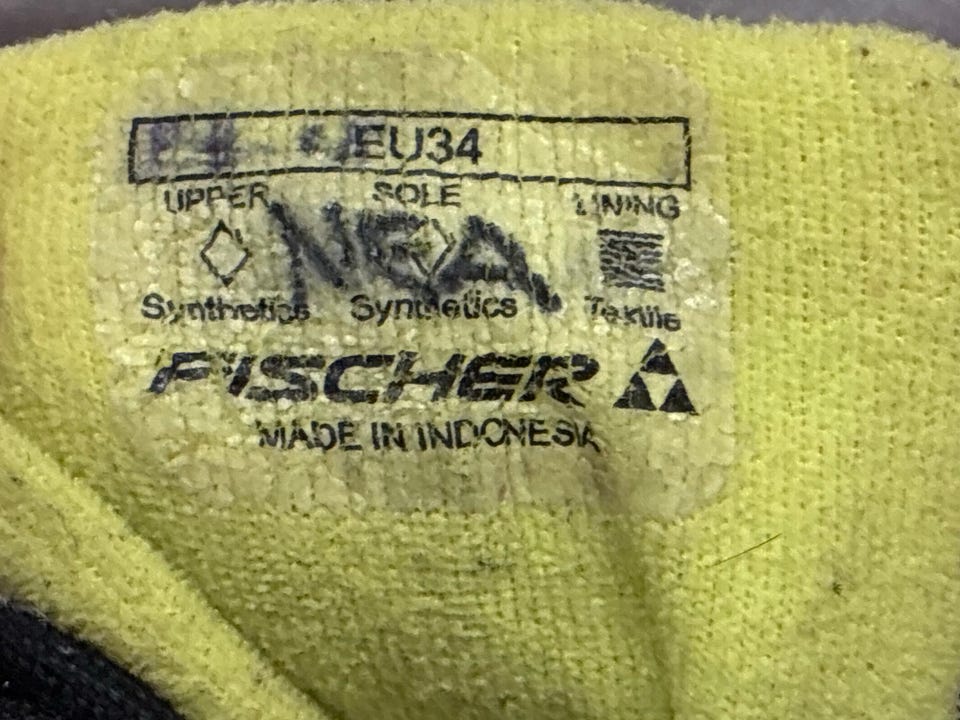 EU34
UPPER SOLE LINING
NEA
Synthetics Synthetics Textile
FISCHER
MADE IN INDONESIA